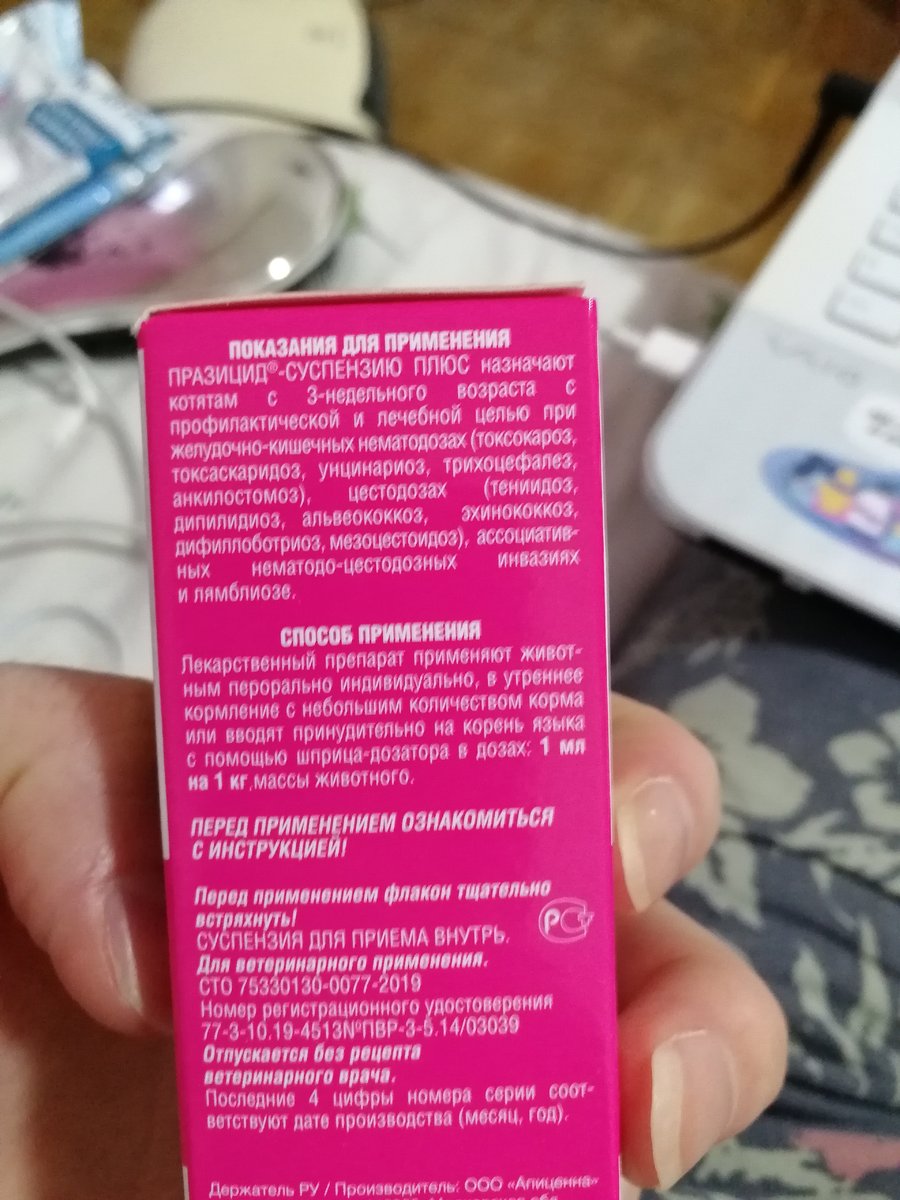 ПОКАЗАНИЯ ДЛЯ ПРИМЕНЕНИЯ
ПРАЗИЦИД®-СУСПЕНЗИЮ ПЛЮС назначают
котятам с 3-недельного возраста с
профилактической и лечебной целью при
желудочно-кишечных нематодозах (токсокароз,
токсаскаридоз, унцинариоз, трихоцефалез,
анкилостомоз), цестодозах (тениидоз,
дипилидиоз, альвеококкоз, эхинококкоз,
дифиллоботриоз, мезоцестоидоз), ассоциатив-
ных нематодо-цестодозных инвазиях
и лямблиозе.
СПОСОБ ПРИМЕНЕНИЯ
Лекарственный препарат применяют живот-
ным перорально индивидуально, в утреннее
кормление с небольшим количеством корма
или вводят принудительно на корень языка
с помощью шприца-дозатора в дозах: 1 мл
на 1 кг массы животного.
ПЕРЕД ПРИМЕНЕНИЕМ ОЗНАКОМИТЬСЯ
С ИНСТРУКЦИЕЙ!
Перед применением флакон тщательно
встряхнуть!
СУСПЕНЗИЯ ДЛЯ ПРИЕМА ВНУТРЬ.
Для ветеринарного применения.
СТО 75330130-0077-2019
Номер регистрационного удостоверения
77-3-10.19-4513№ПВР-3-5.14/03039
Отпускается без рецепта
ветеринарного врача.
Последние 4 цифры номера серии соот-
ветствуют дате производства (месяц, год).
Держатель РУ / Производитель: ООО «Апиценна»